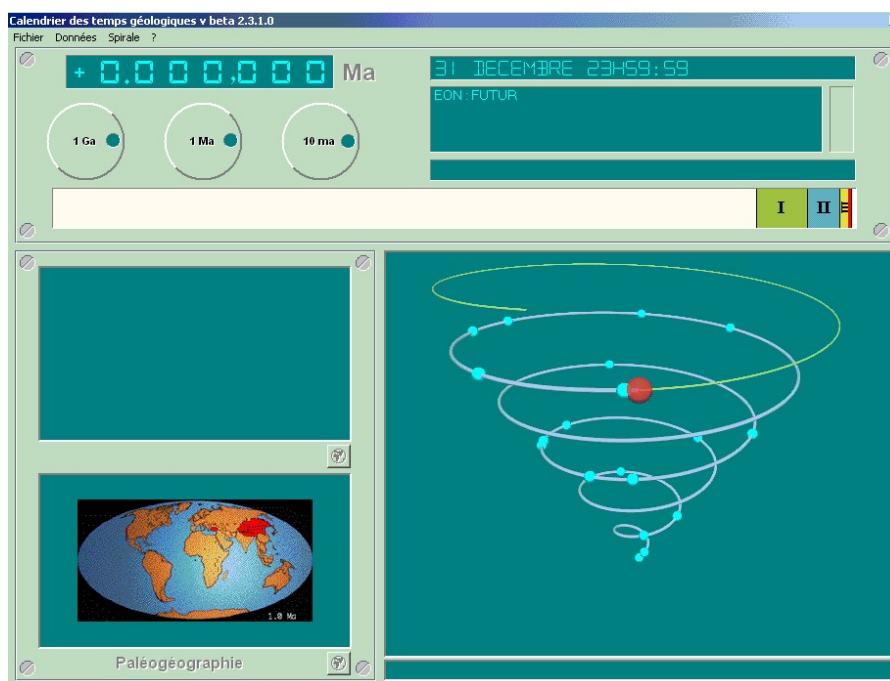 Calendrier des temps géologiques v beta 2.3.1.0
Fichier Données Spirale ?
+ 0.000,000 Ma
31 DECEMBRE 23H59:59
EON:FUTUR
1 Ga
1 Ma
10 ma
I II III
1.0 Ma
Paléogéographie